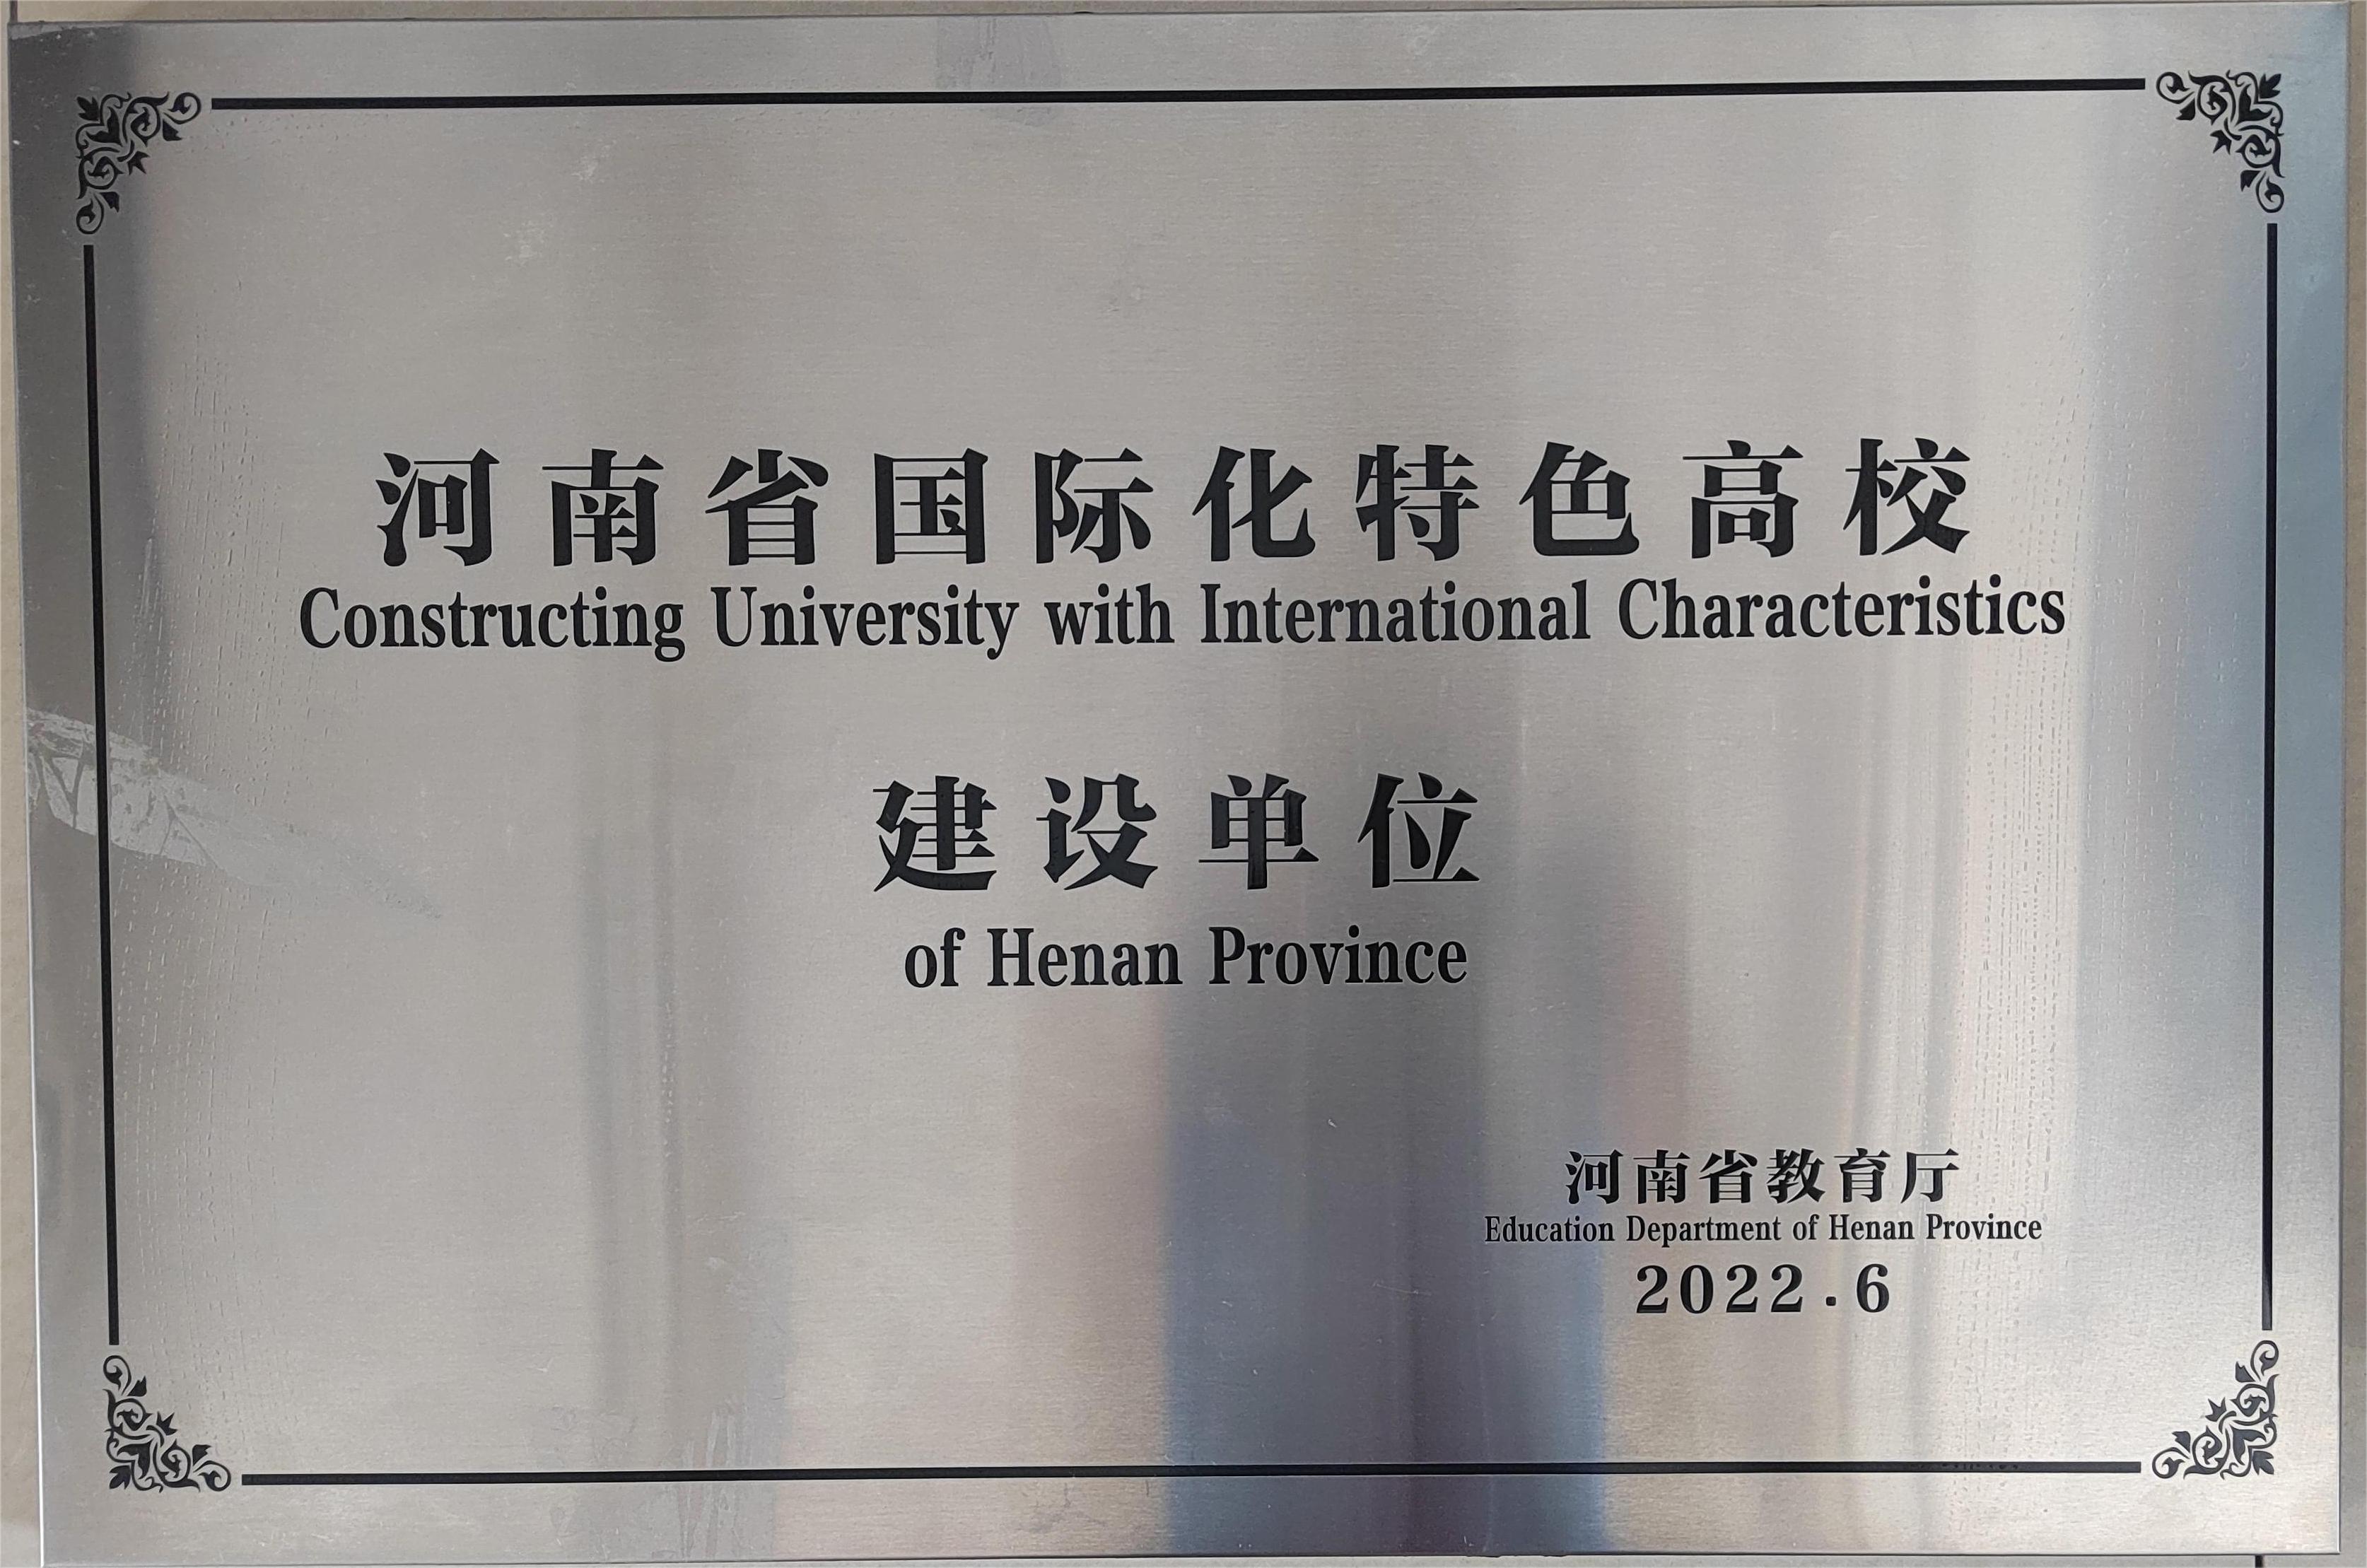 河南省国际化特色高校
Constructing University with International Characteristics
建设单位
of Henan Province
河南省教育厅
Education Department of Henan Province
2022.6